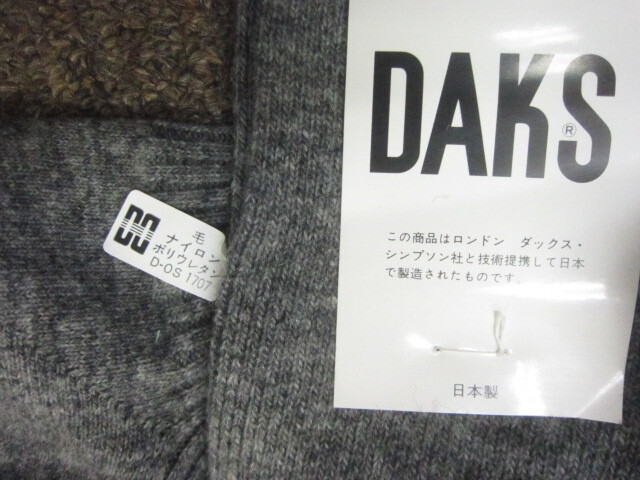 DAKS
®
この商品はロンドン ダックス・
シンプソン社と技術提携して日本
で製造されたものです。
日本製
毛
ナイロン
ポリウレタン
D-OS 1707